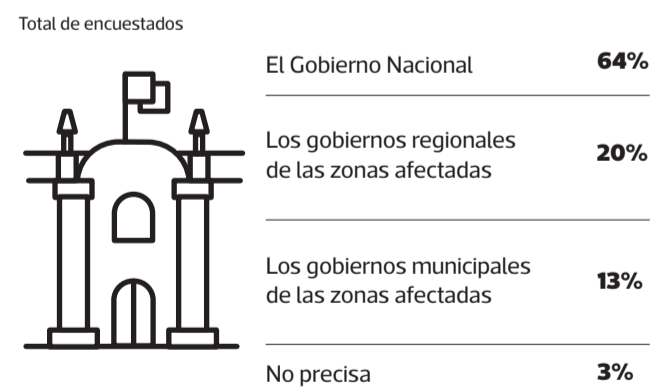 Total de encuestados
El Gobierno Nacional 64%
Los gobiernos regionales
de las zonas afectadas 20%
Los gobiernos municipales
de las zonas afectadas 13%
No precisa 3%